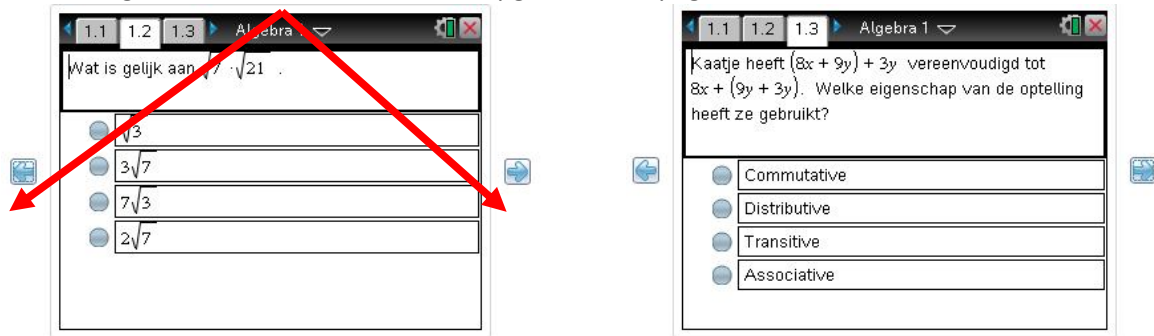 1.1 1.2 1.3 Algebra 1
Wat is gelijk aan √7 · √21 .
√3
3√7
7√3
2√7
1.1 1.2 1.3 Algebra 1
Kaatje heeft (8x + 9y) + 3y vereenvoudigd tot
8x + (9y + 3y). Welke eigenschap van de optelling
heeft ze gebruikt?
Commutative
Distributive
Transitive
Associative